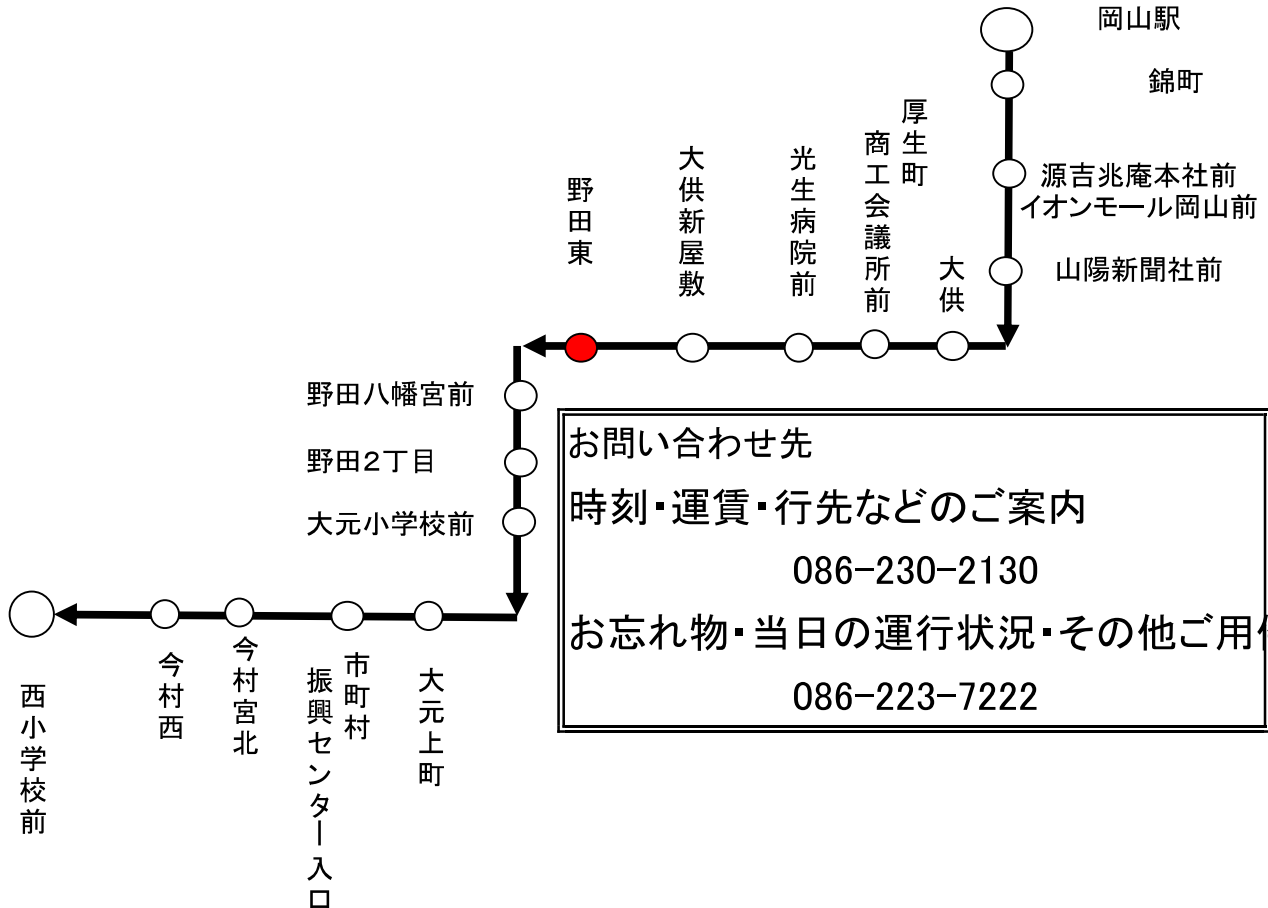 岡山駅
錦町
源吉兆庵本社前
イオンモール岡山前
山陽新聞社前
大供
厚生町
商工会議所前
光生病院前
大供新屋敷
野田東
野田八幡宮前
野田2丁目
大元小学校前
大元上町
市町村
振興センター入口
今村宮北
今村西
西小学校前
お問い合わせ先
時刻・運賃・行先などのご案内
086-230-2130
お忘れ物・当日の運行状況・その他ご用
086-223-7222